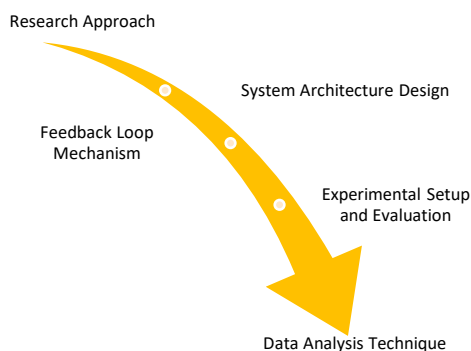 Research Approach
System Architecture Design
Feedback Loop
Mechanism
Experimental Setup
and Evaluation
Data Analysis Technique